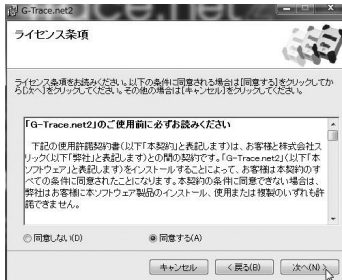 G-Trace.net2
ライセンス条項
ライセンス条項をお読みください。以下の条件に同意される場合は[同意する]をクリックしてか
ら[次へ]をクリックしてください。その他の場合は[キャンセル]をクリックしてください。
「G-Trace.net2」のご使用前に必ずお読みください
下記の使用許諾契約書(以下「本契約」と表記します)は、お客様と株式会社ス
リック(以下「弊社」と表記します)との間の契約です。「G-Trace.net2」(以下「本
ソフトウェア」と表記します)をインストールすることによって、お客様は本契約のす
べての条件に同意されたことになります。本契約の条件に同意できない場合は、
弊社はお客様に本ソフトウェア製品のインストール、使用または複製のいずれも許
諾できません。
同意しない(D)
同意する(A)
キャンセル
< 戻る(B)
次へ(N) >